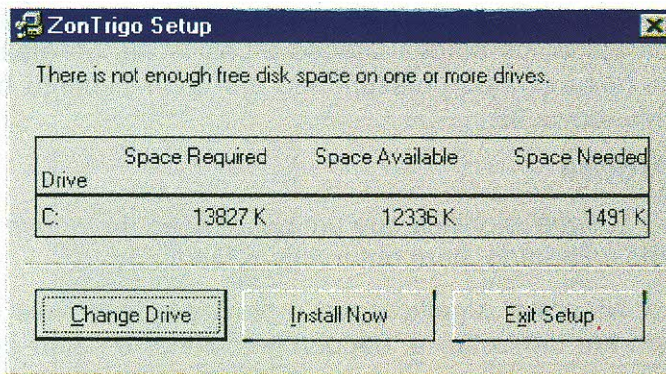 ZonTrigo Setup
There is not enough free disk space on one or more drives.
Drive Space Required Space Available Space Needed
C: 13827 K 12336 K 1491 K
Change Drive Install Now Exit Setup